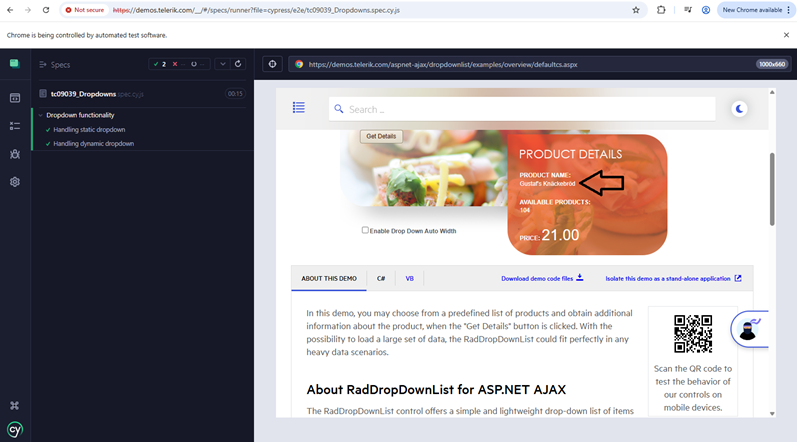 Not secure
https://demos.telerik.com/__/#/specs/runner?file=cypress/e2e/tc09039_Dropdowns.spec.cy.js
New Chrome available
Chrome is being controlled by automated test software.
Specs
2
--
--
https://demos.telerik.com/aspnet-ajax/dropdownlist/examples/overview/defaultcs.aspx
1000x660
tc09039_Dropdowns.spec.cy.js
00:15
Dropdown functionality
Handling static dropdown
Handling dynamic dropdown
Search ...
Get Details
PRODUCT DETAILS
PRODUCT NAME:
Gustaf's Knäckebröd
AVAILABLE PRODUCTS:
104
PRICE: 21.00
Enable Drop Down Auto Width
ABOUT THIS DEMO
C#
VB
Download demo code files
Isolate this demo as a stand-alone application
In this demo, you may choose from a predefined list of products and obtain additional
information about the product, when the "Get Details" button is clicked. With the
possibility to load a large set of data, the RadDropDownList could fit perfectly in any
heavy data scenarios.
Scan the QR code to
test the behavior of
our controls on
mobile devices.
About RadDropDownList for ASP.NET AJAX
The RadDropDownList control offers a simple and lightweight drop-down list of items
cy